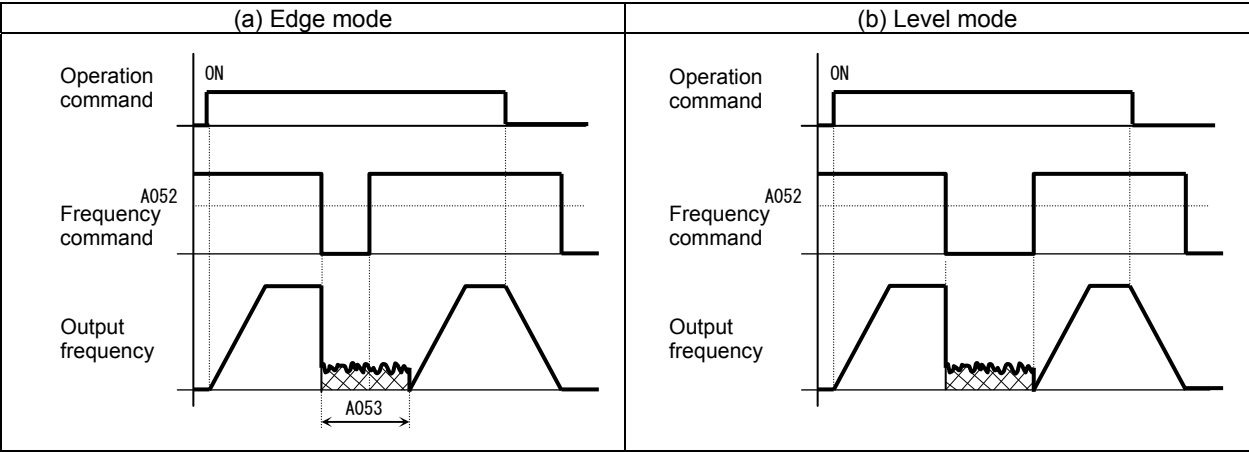 (a) Edge mode
Operation
command
ON
A052
Frequency
command
Output
frequency
A053
(b) Level mode
Operation
command
ON
A052
Frequency
command
Output
frequency